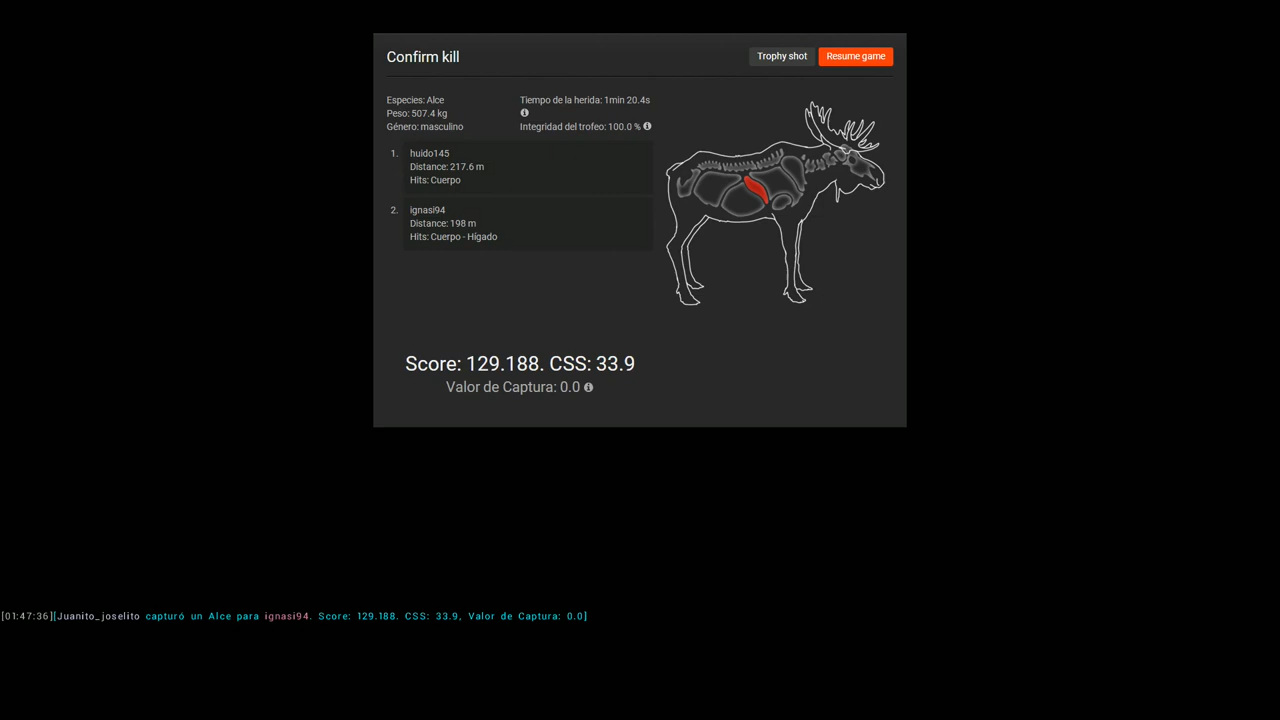 Confirm kill
Trophy shot
Resume game
Especies: Alce
Peso: 507.4 kg
Género: masculino
Tiempo de la herida: 1min 20.4s
Integridad del trofeo: 100.0 %
1. huido145
Distance: 217.6 m
Hits: Cuerpo
2. ignasi94
Distance: 198 m
Hits: Cuerpo - Hígado
Score: 129.188. CSS: 33.9
Valor de Captura: 0.0
[01:47:36][Juanito_joselito capturó un Alce para ignasi94. Score: 129.188. CSS: 33.9, Valor de Captura: 0.0]